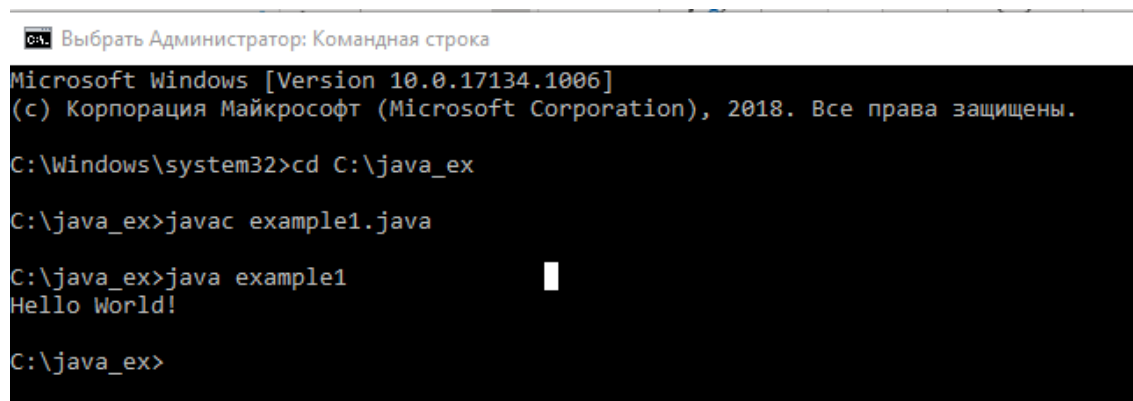 Выбрать Администратор: Командная строка
Microsoft Windows [Version 10.0.17134.1006]
(c) Корпорация Майкрософт (Microsoft Corporation), 2018. Все права защищены.
C:\Windows\system32>cd C:\java_ex
C:\java_ex>javac example1.java
C:\java_ex>java example1
Hello World!
C:\java_ex>